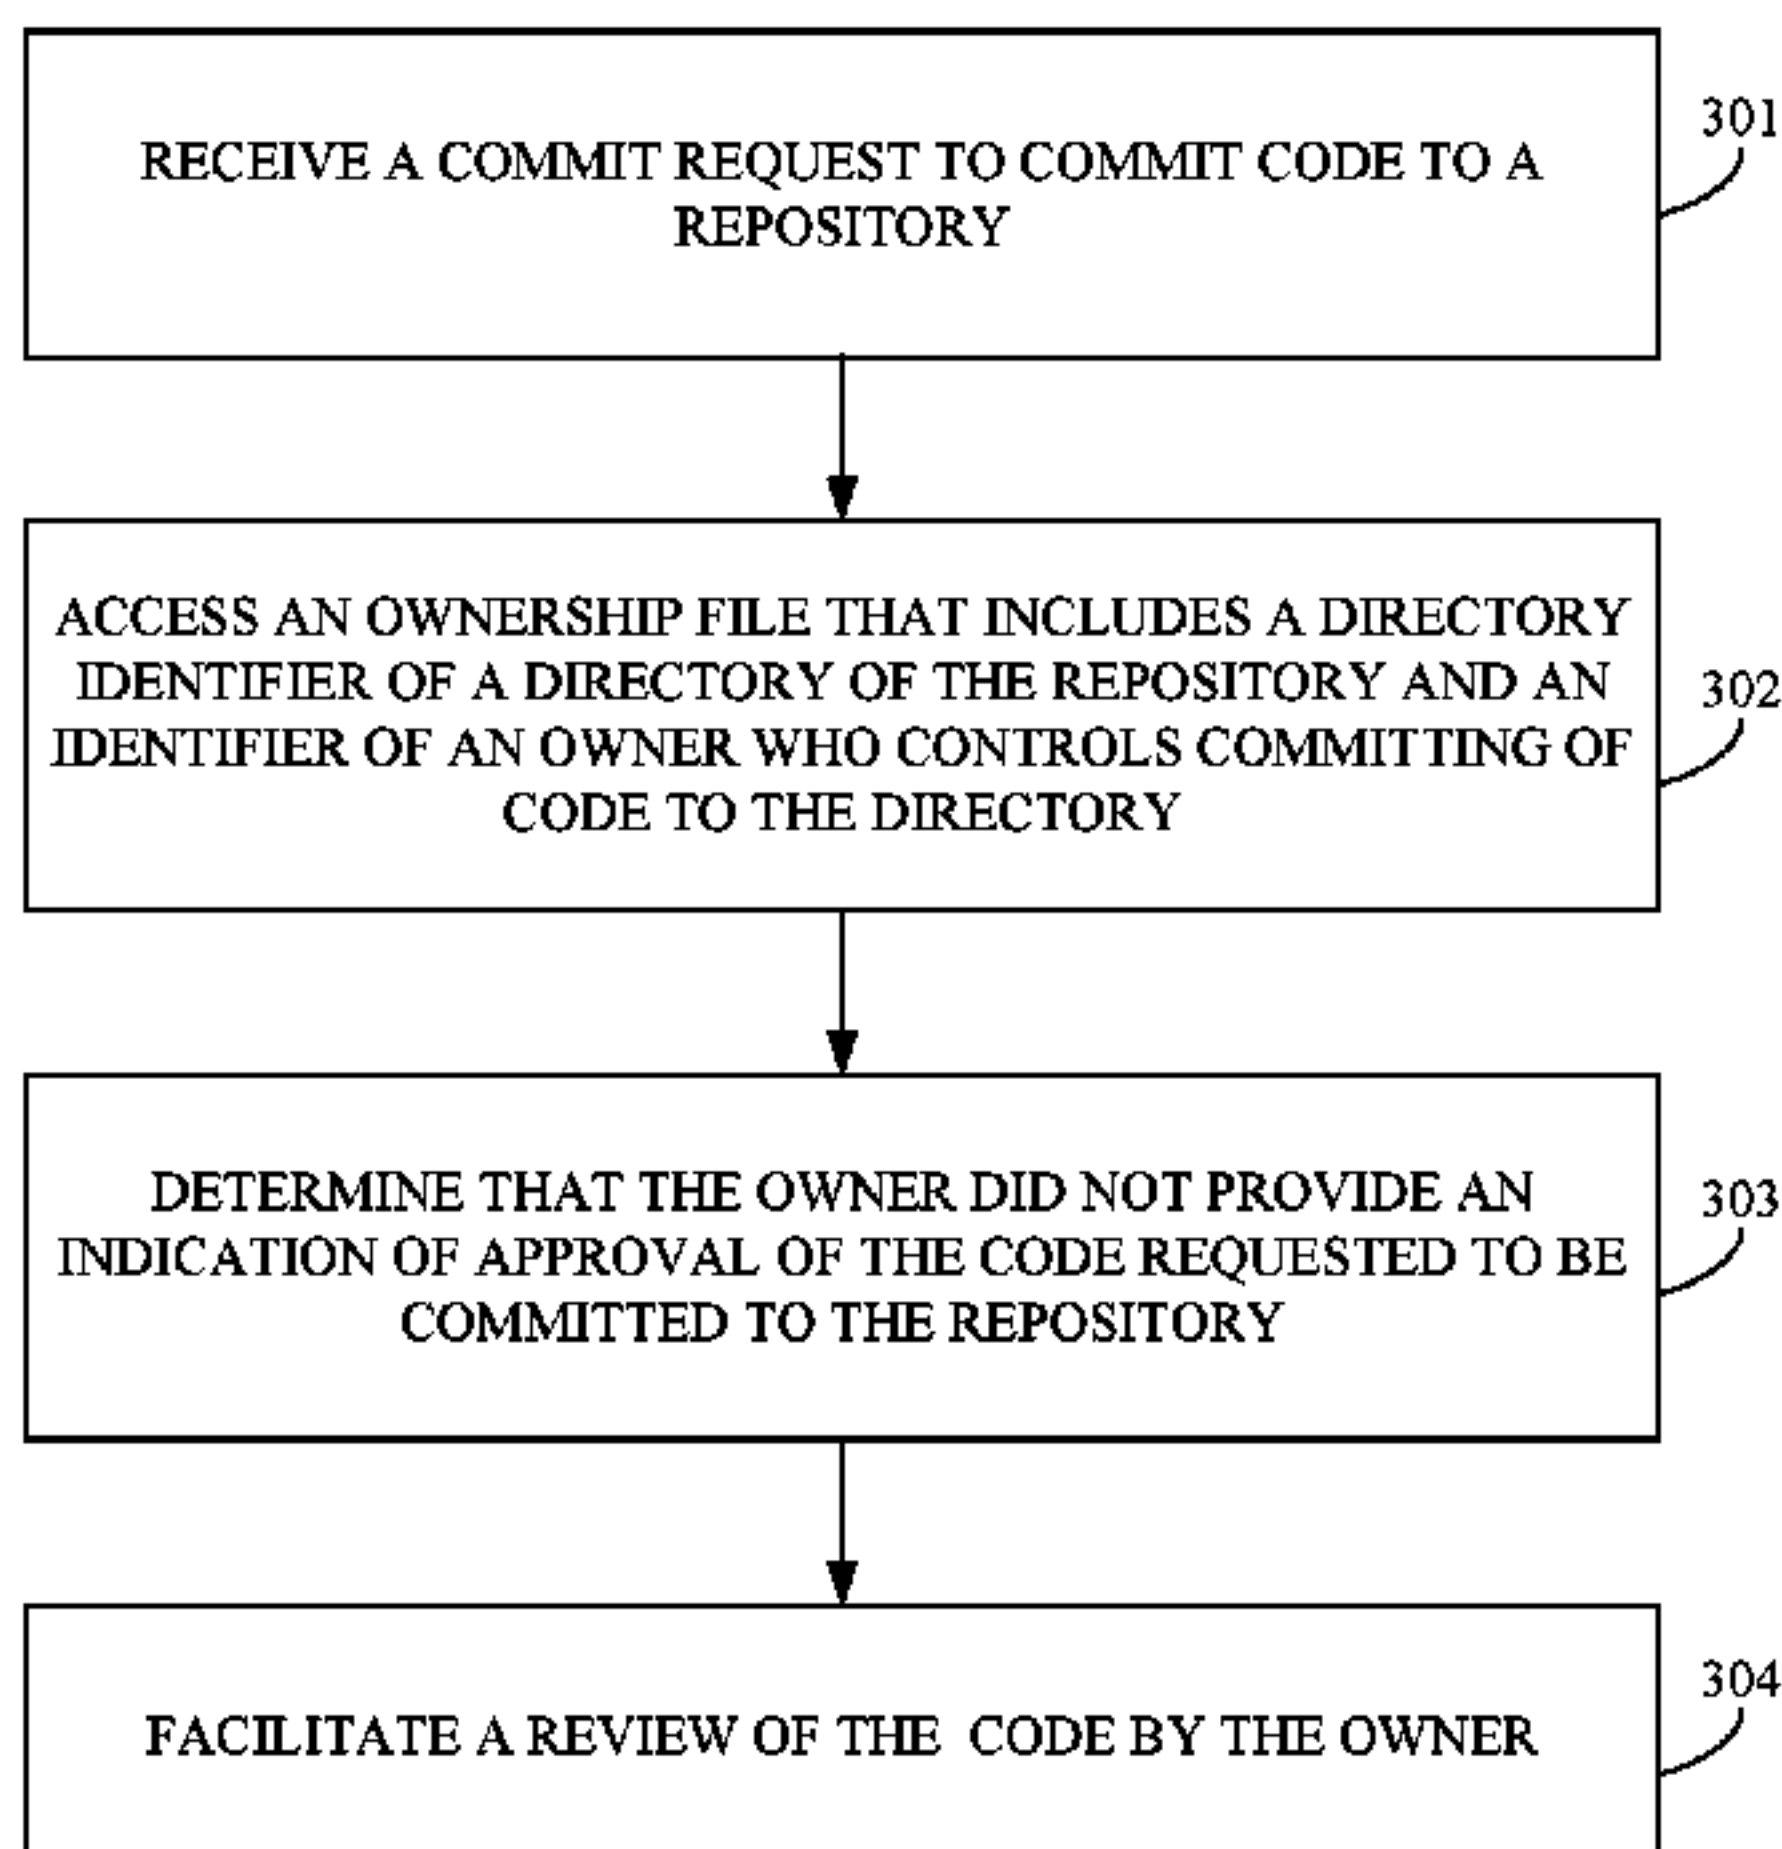 RECEIVE A COMMIT REQUEST TO COMMIT CODE TO A
REPOSITORY
301
ACCESS AN OWNERSHIP FILE THAT INCLUDES A DIRECTORY
IDENTIFIER OF A DIRECTORY OF THE REPOSITORY AND AN
IDENTIFIER OF AN OWNER WHO CONTROLS COMMITTING OF
CODE TO THE DIRECTORY
302
DETERMINE THAT THE OWNER DID NOT PROVIDE AN
INDICATION OF APPROVAL OF THE CODE REQUESTED TO BE
COMMITTED TO THE REPOSITORY
303
FACILITATE A REVIEW OF THE CODE BY THE OWNER
304